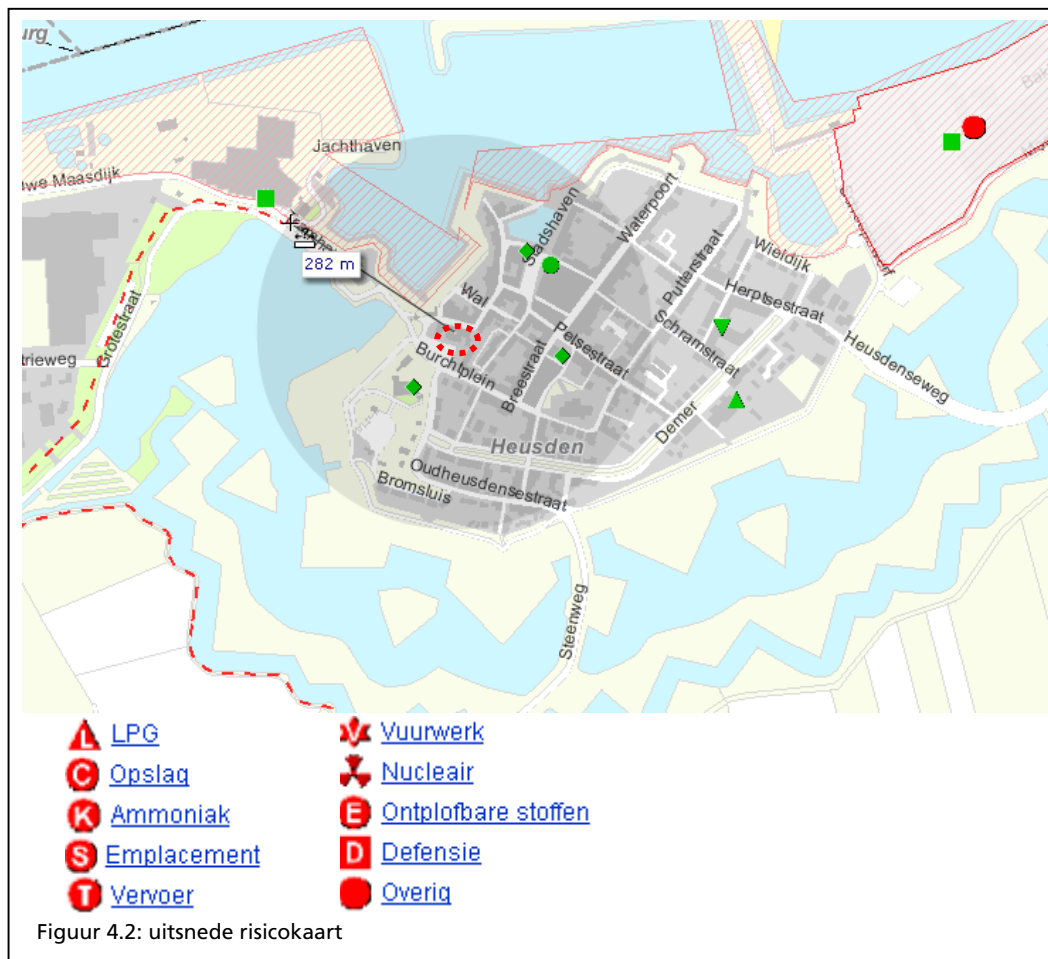 urg
Jachthaven
uwe Maasdijk
282 m
Stadshaven
Waterpoort
Wieldijk
Putterstraat
Herptsestraat
Wal
Pelsestraat
Schramstraat
Heusdenseweg
trieweg
Grotestraat
Burchtplein
Breestraat
Demer
Heusden
Oudheusdensestraat
Bromsluis
Steenweg
L LPG
V Vuurwerk
C Opslag
Nucleair
K Ammoniak
E Ontplofbare stoffen
S Emplacement
D Defensie
T Vervoer
Overig
Figuur 4.2: uitsnede risicokaart